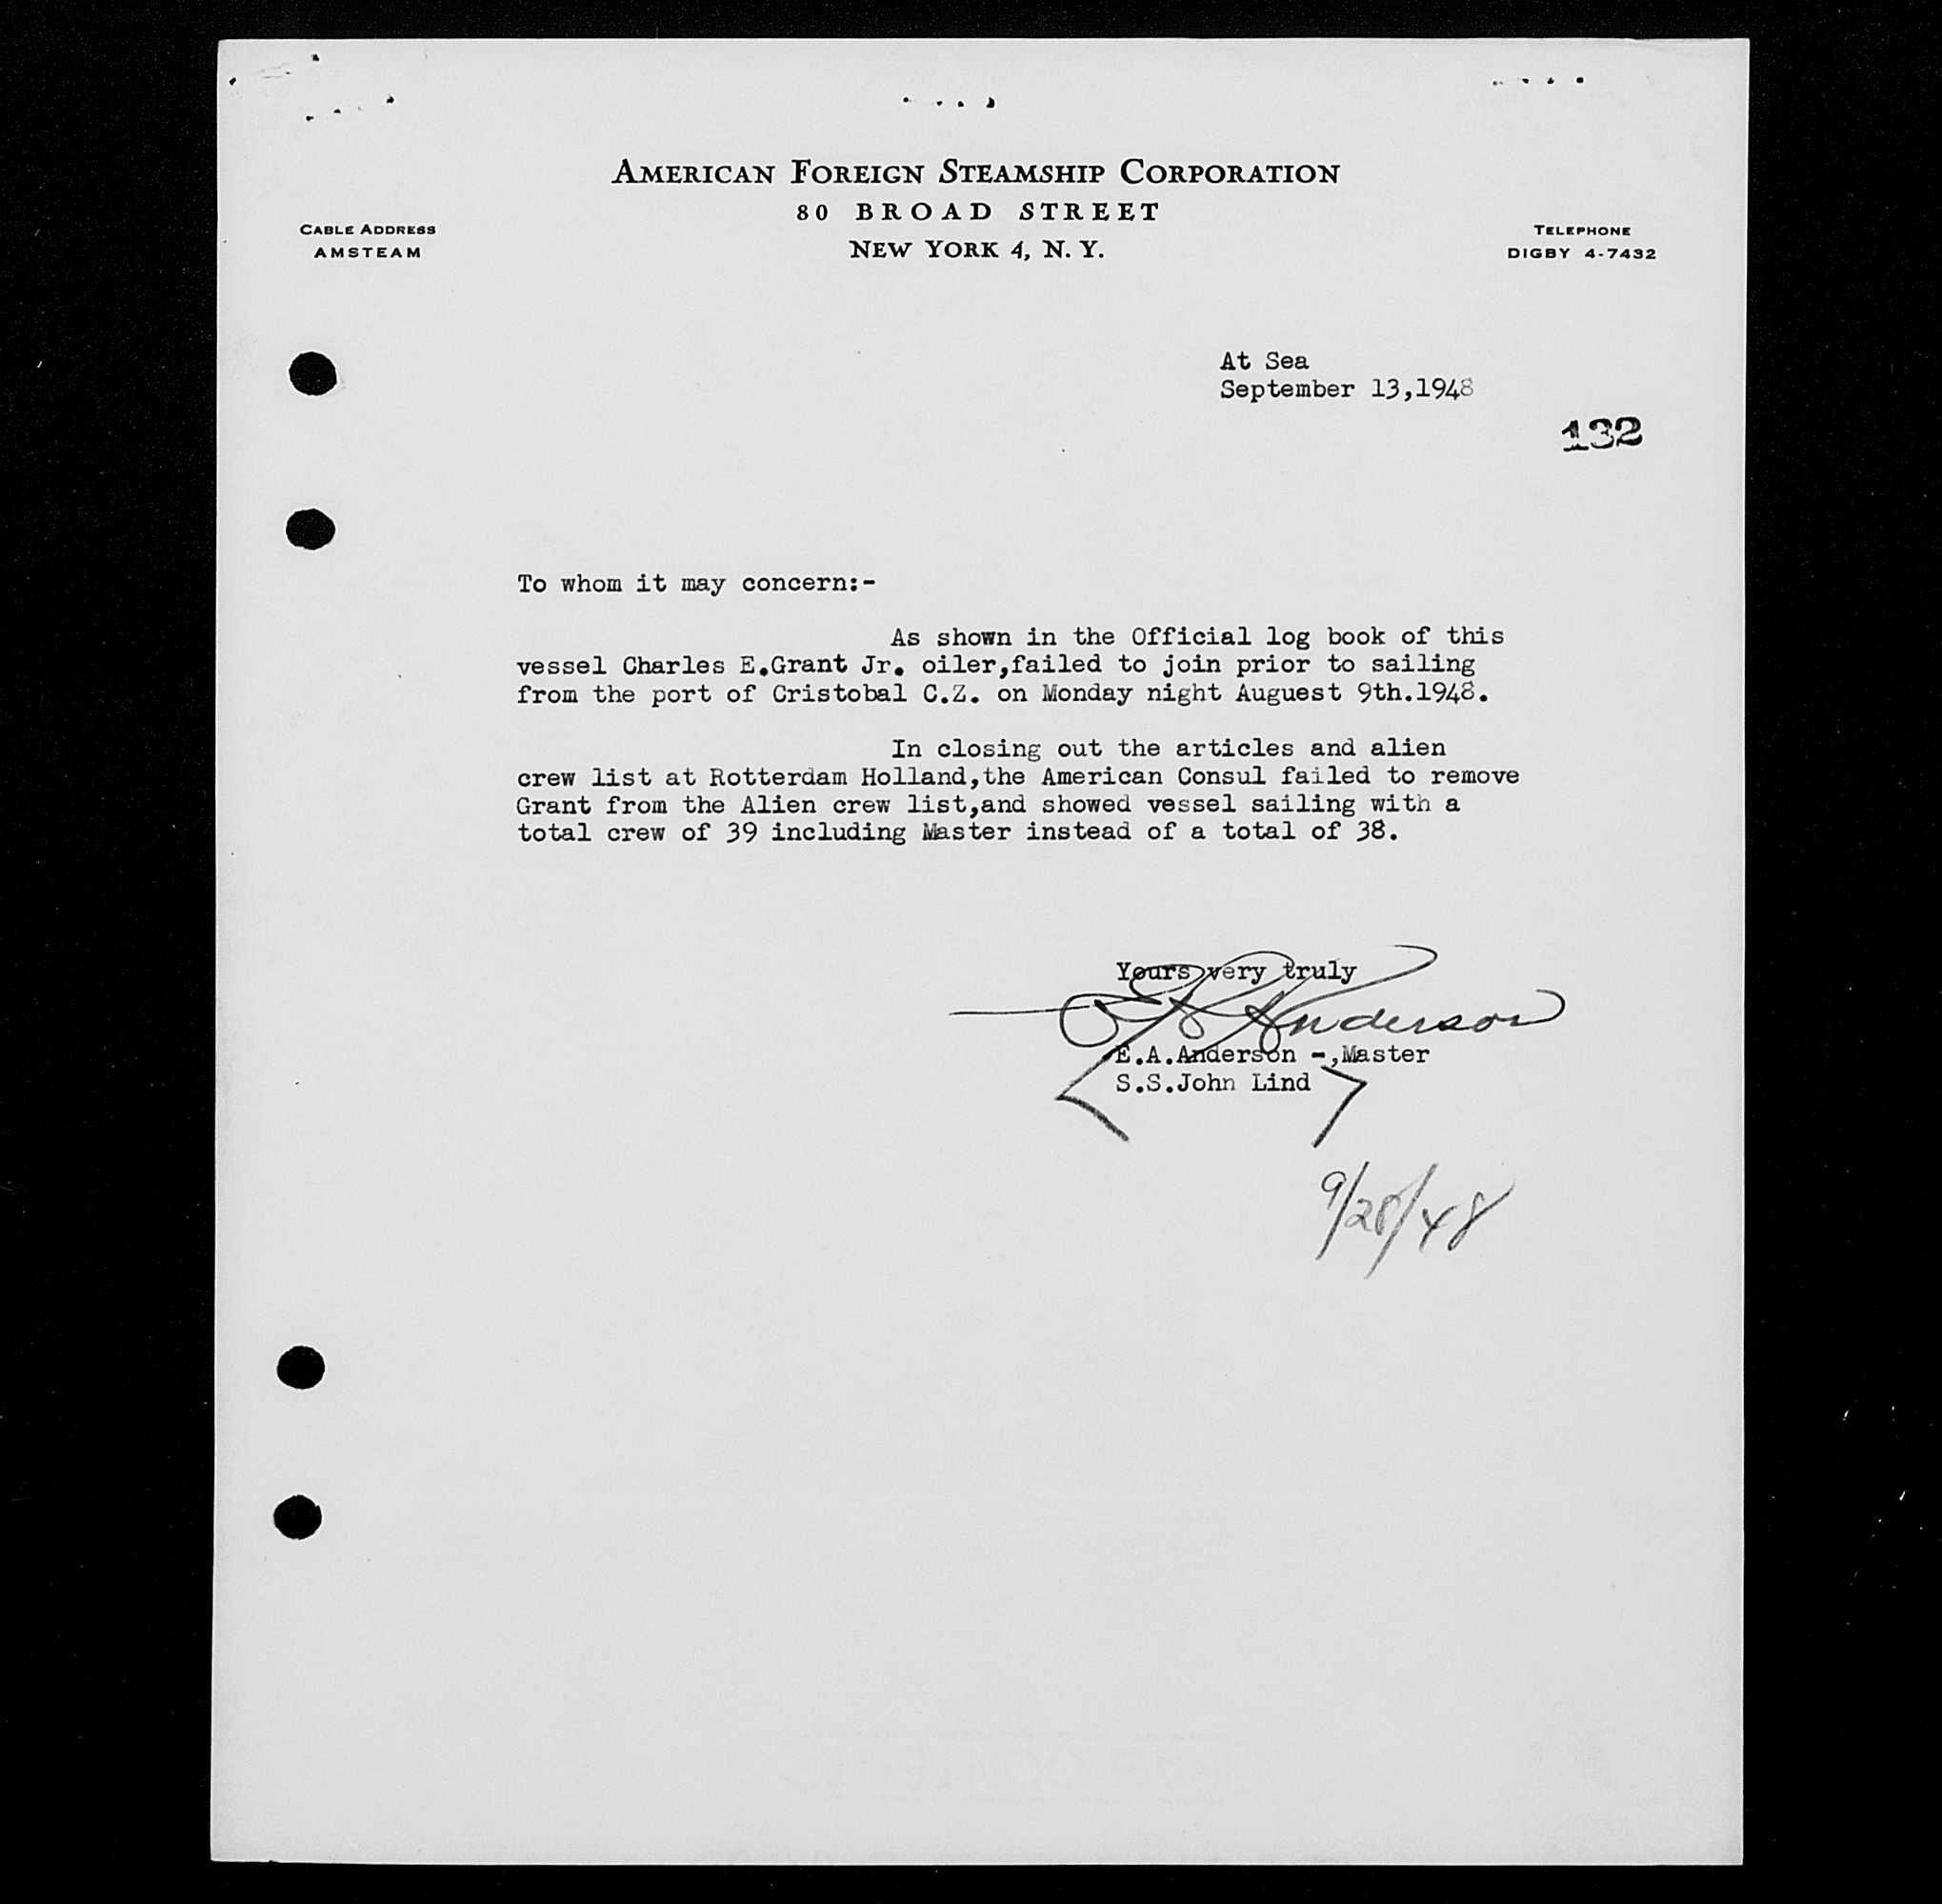 AMERICAN FOREIGN STEAMSHIP CORPORATION
80 BROAD STREET
NEW YORK 4, N. Y.
CABLE ADDRESS
AMSTEAM
TELEPHONE
DIGBY 4-7432
At Sea
September 13,1948
132
To whom it may concern:-
As shown in the Official log book of this
vessel Charles E.Grant Jr. oiler,failed to join prior to sailing
from the port of Cristobal C.Z. on Monday night Auguest 9th.1948.
In closing out the articles and alien
crew list at Rotterdam Holland,the American Consul failed to remove
Grant from the Alien crew list,and showed vessel sailing with a
total crew of 39 including Master instead of a total of 38.
Yours very truly
E A Anderson
E.A.Anderson -,Master
S.S.John Lind
9/28/48